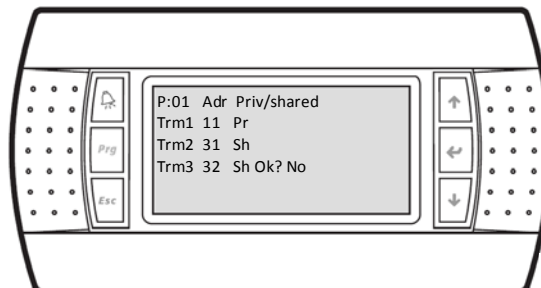 P:01 Adr Priv/shared
Trm1 11 Pr
Trm2 31 Sh
Trm3 32 Sh Ok? No
Prg
Esc